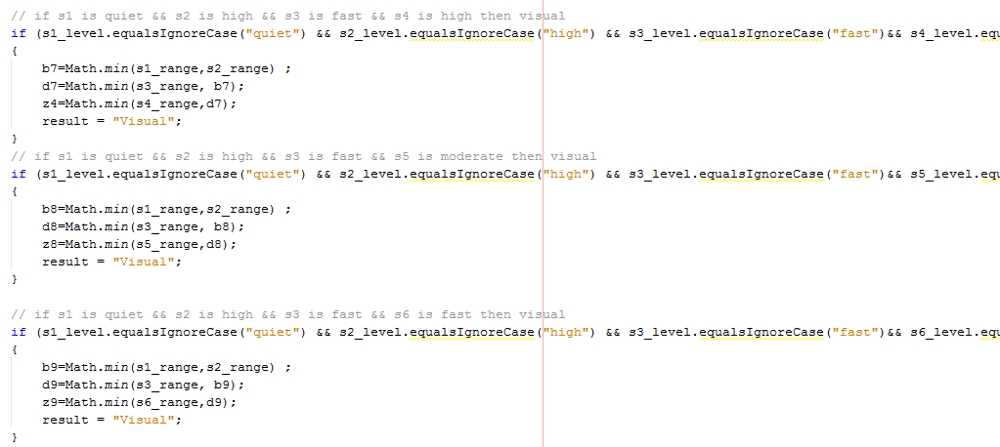 // if s1 is quiet && s2 is high && s3 is fast && s4 is high then visual
if (s1_level.equalsIgnoreCase("quiet") && s2_level.equalsIgnoreCase("high") && s3_level.equalsIgnoreCase("fast")&& s4_level.equ
{
b7=Math.min(s1_range,s2_range) ;
d7=Math.min(s3_range, b7);
z4=Math.min(s4_range,d7);
result = "Visual";
}
// if s1 is quiet && s2 is high && s3 is fast && s5 is moderate then visual
if (s1_level.equalsIgnoreCase("quiet") && s2_level.equalsIgnoreCase("high") && s3_level.equalsIgnoreCase("fast")&& s5_level.equ
{
b8=Math.min(s1_range,s2_range) ;
d8=Math.min(s3_range, b8);
z8=Math.min(s5_range,d8);
result = "Visual";
}
// if s1 is quiet && s2 is high && s3 is fast && s6 is fast then visual
if (s1_level.equalsIgnoreCase("quiet") && s2_level.equalsIgnoreCase("high") && s3_level.equalsIgnoreCase("fast")&& s6_level.equ
{
b9=Math.min(s1_range,s2_range) ;
d9=Math.min(s3_range, b9);
z9=Math.min(s6_range,d9);
result = "Visual";
}